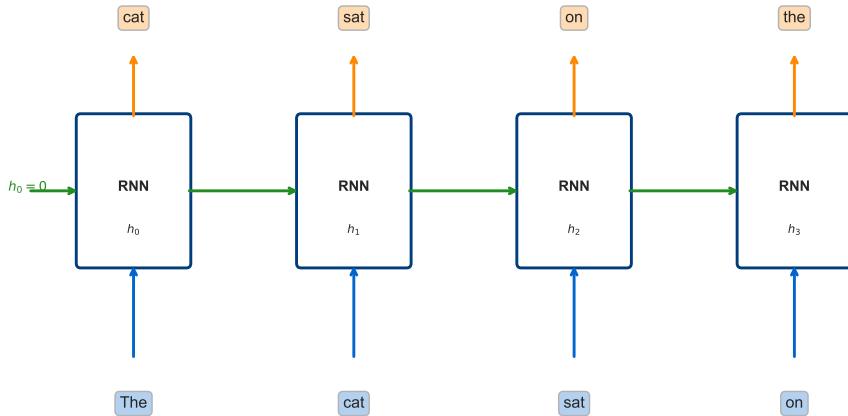 cat sat on the
h₀ = 0
RNN RNN RNN RNN
h₀ h₁ h₂ h₃
The cat sat on